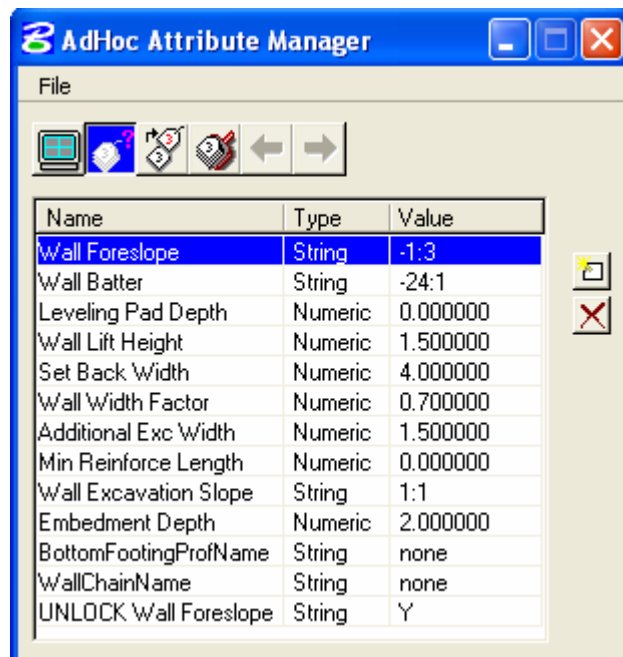 AdHoc Attribute Manager
File
Name Type Value
Wall Foreslope String -1:3
Wall Batter String -24:1
Leveling Pad Depth Numeric 0.000000
Wall Lift Height Numeric 1.500000
Set Back Width Numeric 4.000000
Wall Width Factor Numeric 0.700000
Additional Exc Width Numeric 1.500000
Min Reinforce Length Numeric 0.000000
Wall Excavation Slope String 1:1
Embedment Depth Numeric 2.000000
BottomFootingProfName String none
WallChainName String none
UNLOCK Wall Foreslope String Y